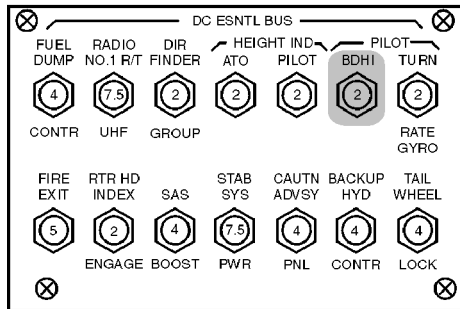 DC ESNTL BUS
FUEL RADIO DIR HEIGHT IND PILOT
DUMP NO.1 R/T FINDER ATO PILOT BDHI TURN
4 7.5 2 2 2 2 2
CONTR UHF GROUP RATE
GYRO
FIRE RTR HD STAB CAUTN BACKUP TAIL
EXIT INDEX SAS SYS ADVSY HYD WHEEL
5 2 4 7.5 4 4 4
ENGAGE BOOST PWR PNL CONTR LOCK